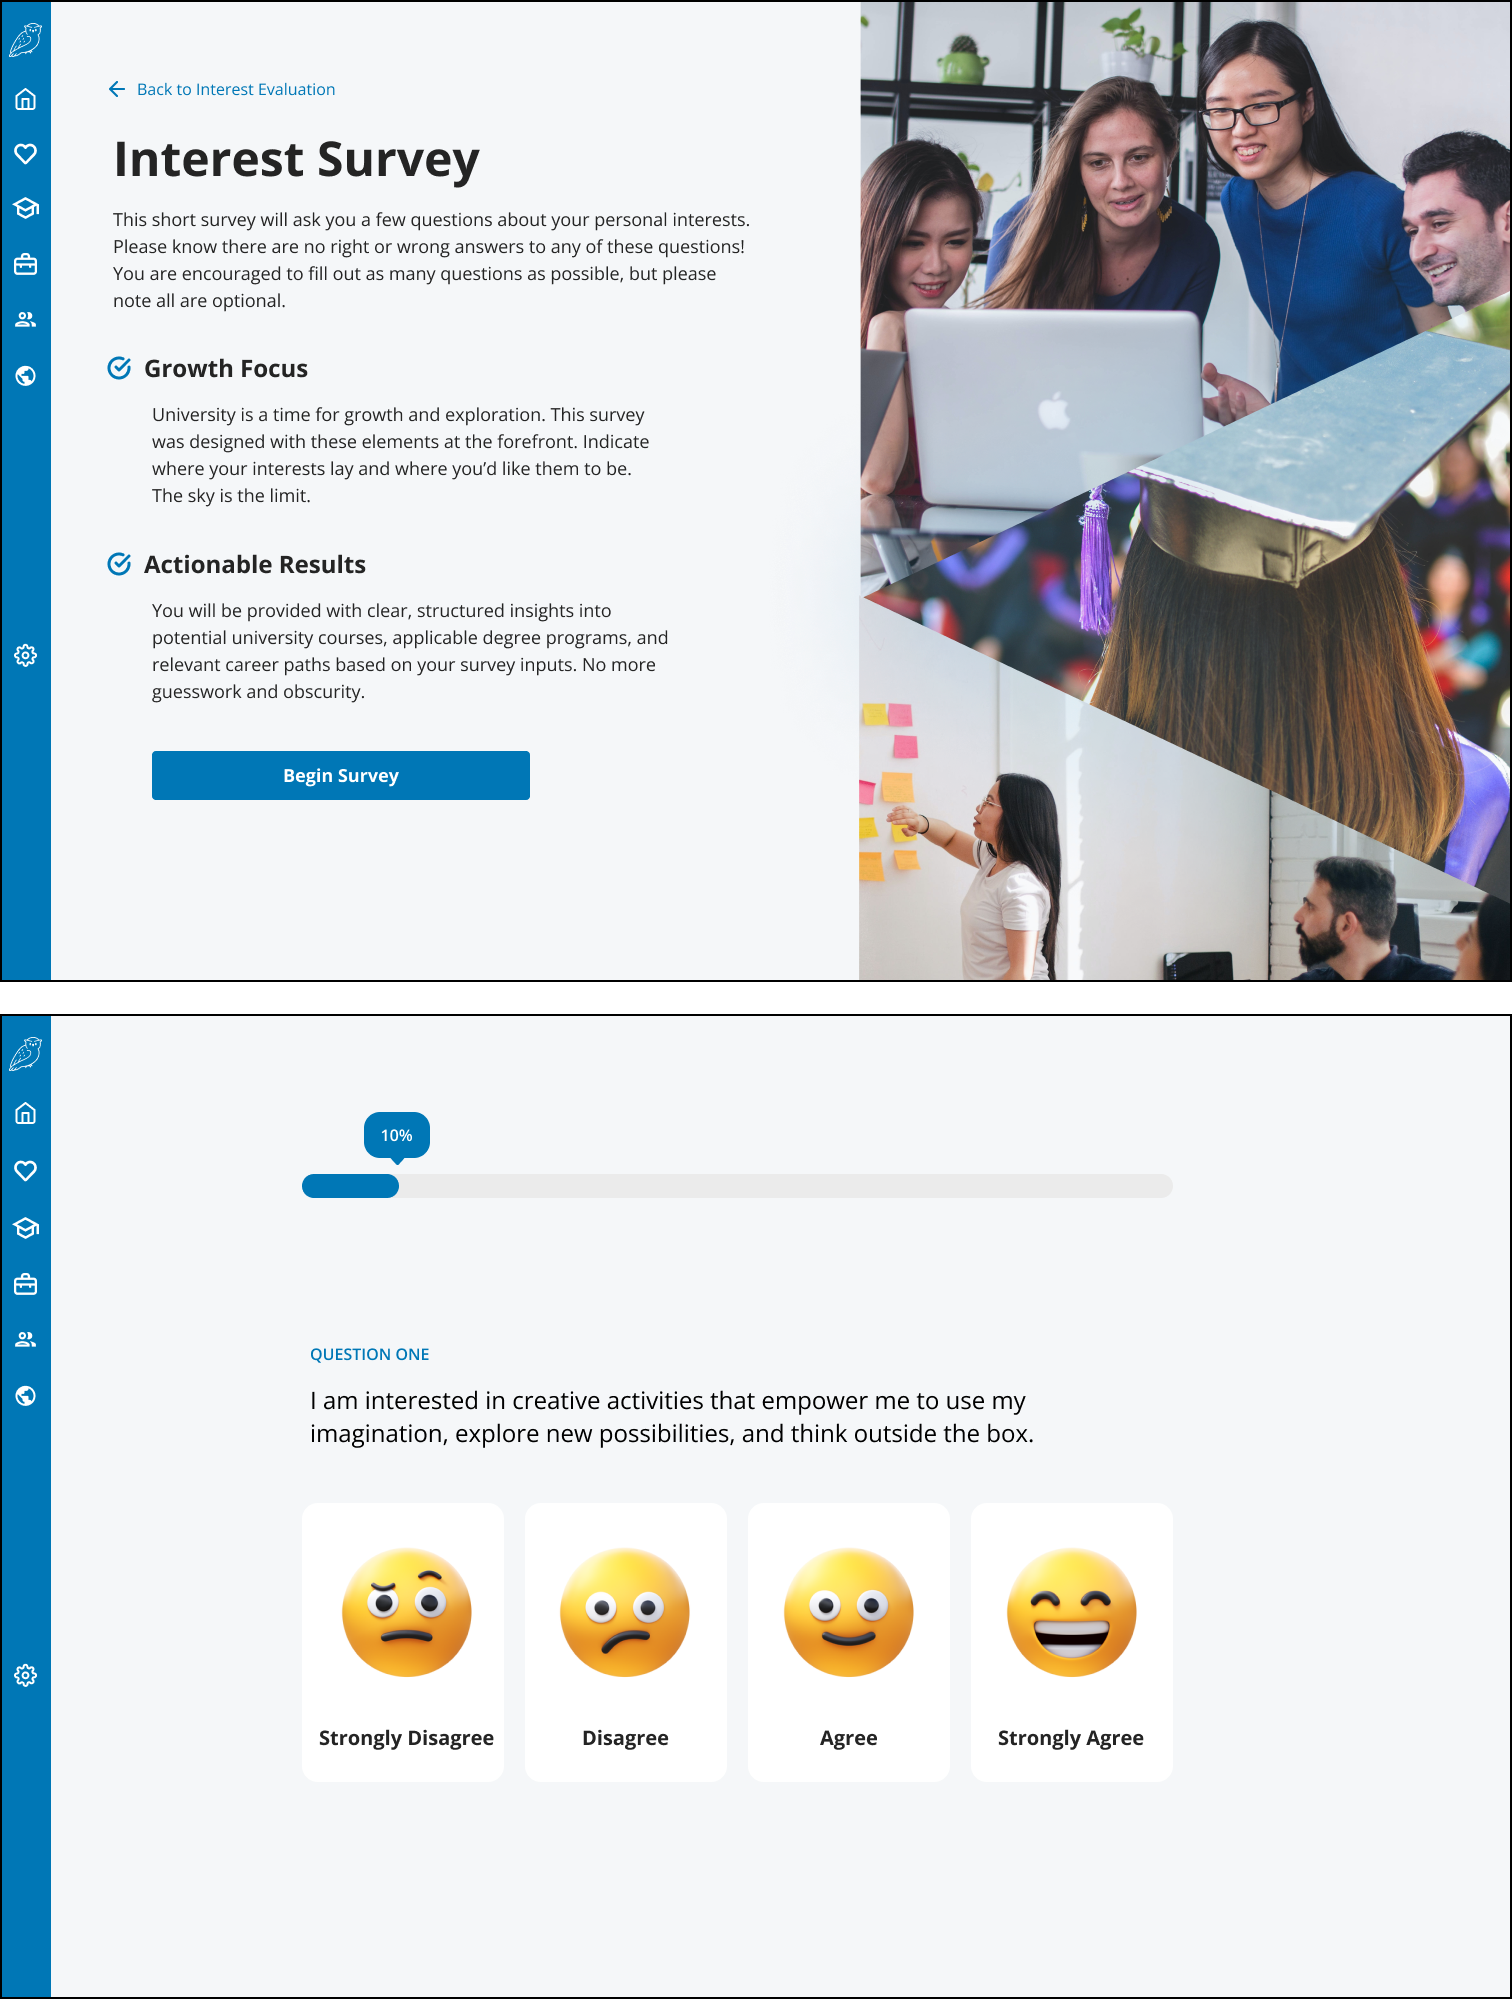 Back to Interest Evaluation
Interest Survey
This short survey will ask you a few questions about your personal interests.
Please know there are no right or wrong answers to any of these questions!
You are encouraged to fill out as many questions as possible, but please
note all are optional.
Growth Focus
University is a time for growth and exploration. This survey
was designed with these elements at the forefront. Indicate
where your interests lay and where you’d like them to be.
The sky is the limit.
Actionable Results
You will be provided with clear, structured insights into
potential university courses, applicable degree programs, and
relevant career paths based on your survey inputs. No more
guesswork and obscurity.
Begin Survey
10%
QUESTION ONE
I am interested in creative activities that empower me to use my
imagination, explore new possibilities, and think outside the box.
Strongly Disagree
Disagree
Agree
Strongly Agree